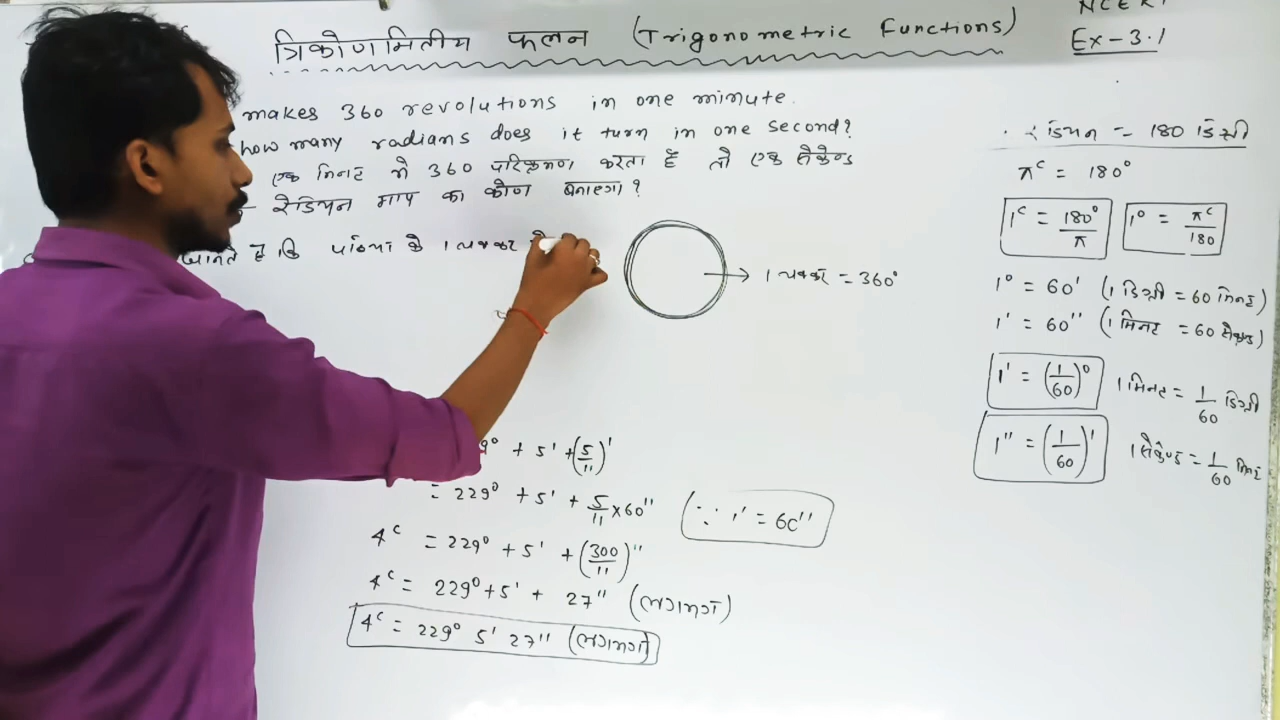 त्रिकोणमितीय फलन (Trigonometric Functions)
Ex-3.1
makes 360 revolutions in one minute.
how many radians does it turn in one second?
एक मिनट में 360 परिक्रमण करता है तो एक सेकेण्ड
रेडियन माप का कोण बनाएगा?
जानते है कि पहिया के 1 चक्कर
1 चक्कर = 360°
= 180 डिग्री
π^c = 180°
1^c = 180°/π
1° = π^c/180
1° = 60' (1 डिग्री = 60 मिनट)
1' = 60'' (1 मिनट = 60 सेकेण्ड)
1' = (1/60)°
1 मिनट = 1/60 डिग्री
1'' = (1/60)'
1 सैकेण्ड = 1/60 मिनट
9° + 5' + (5/11)'
= 229° + 5' + 5/11 × 60''
∵ 1' = 60''
4^c = 229° + 5' + (300/11)''
4^c = 229° + 5' + 27'' (लगभग)
4^c = 229° 5' 27'' (लगभग)